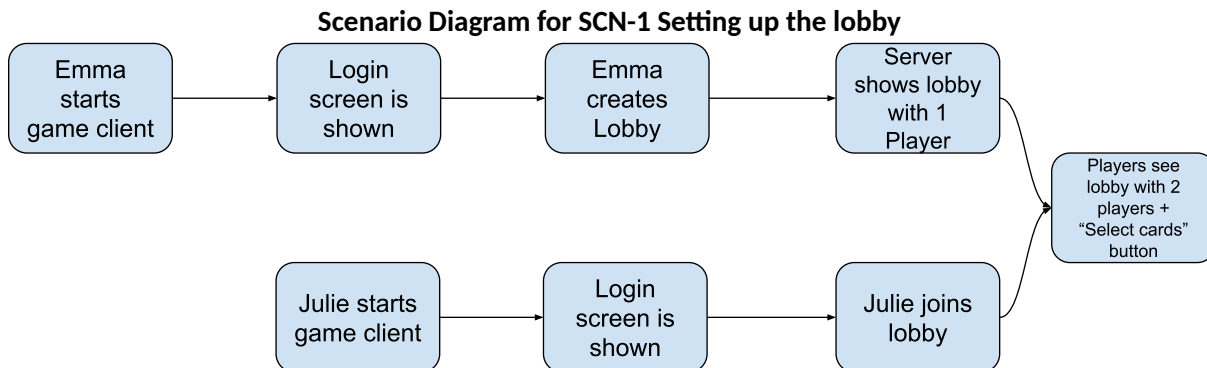 Scenario Diagram for SCN-1 Setting up the lobby
Emma
starts
game client
Login
screen is
shown
Emma
creates
Lobby
Server
shows lobby
with 1
Player
Players see
lobby with 2
players +
“Select cards”
button
Julie starts
game client
Login
screen is
shown
Julie joins
lobby